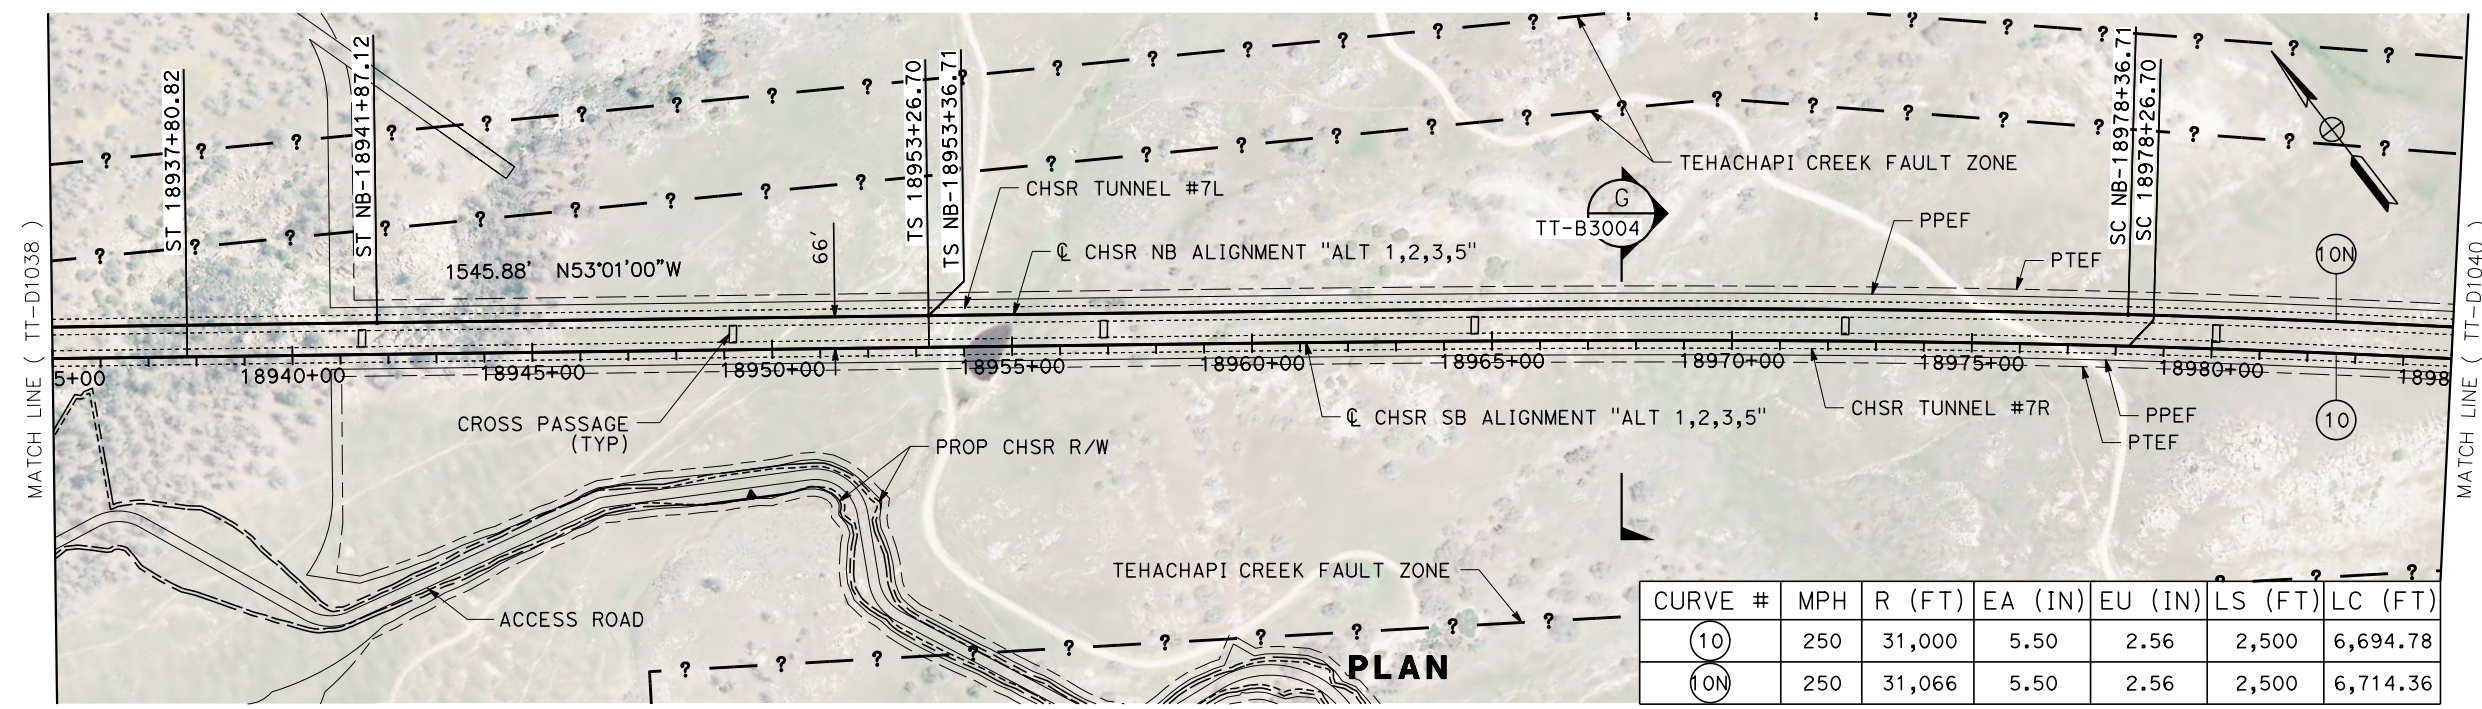 MATCH LINE ( TT-D1038 )
ST 18937+80.82
ST NB-18941+87.12
TS 18953+26.70
TS NB-18953+36.71
SC NB-18978+36.71
SC 18978+26.70
TEHACHAPI CREEK FAULT ZONE
CHSR TUNNEL #7L
G
TT-B3004
PPEF
66'
℄ CHSR NB ALIGNMENT "ALT 1,2,3,5"
PTEF
10N
1545.88' N53°01'00"W
5+00
18940+00
18945+00
18950+00
18955+00
18960+00
18965+00
18970+00
18975+00
18980+00
1898
CROSS PASSAGE
(TYP)
℄ CHSR SB ALIGNMENT "ALT 1,2,3,5"
CHSR TUNNEL #7R
PPEF
PTEF
10
PROP CHSR R/W
MATCH LINE ( TT-D1040 )
TEHACHAPI CREEK FAULT ZONE
ACCESS ROAD
PLAN
CURVE # MPH R (FT) EA (IN) EU (IN) LS (FT) LC (FT)
10 250 31,000 5.50 2.56 2,500 6,694.78
10N 250 31,066 5.50 2.56 2,500 6,714.36